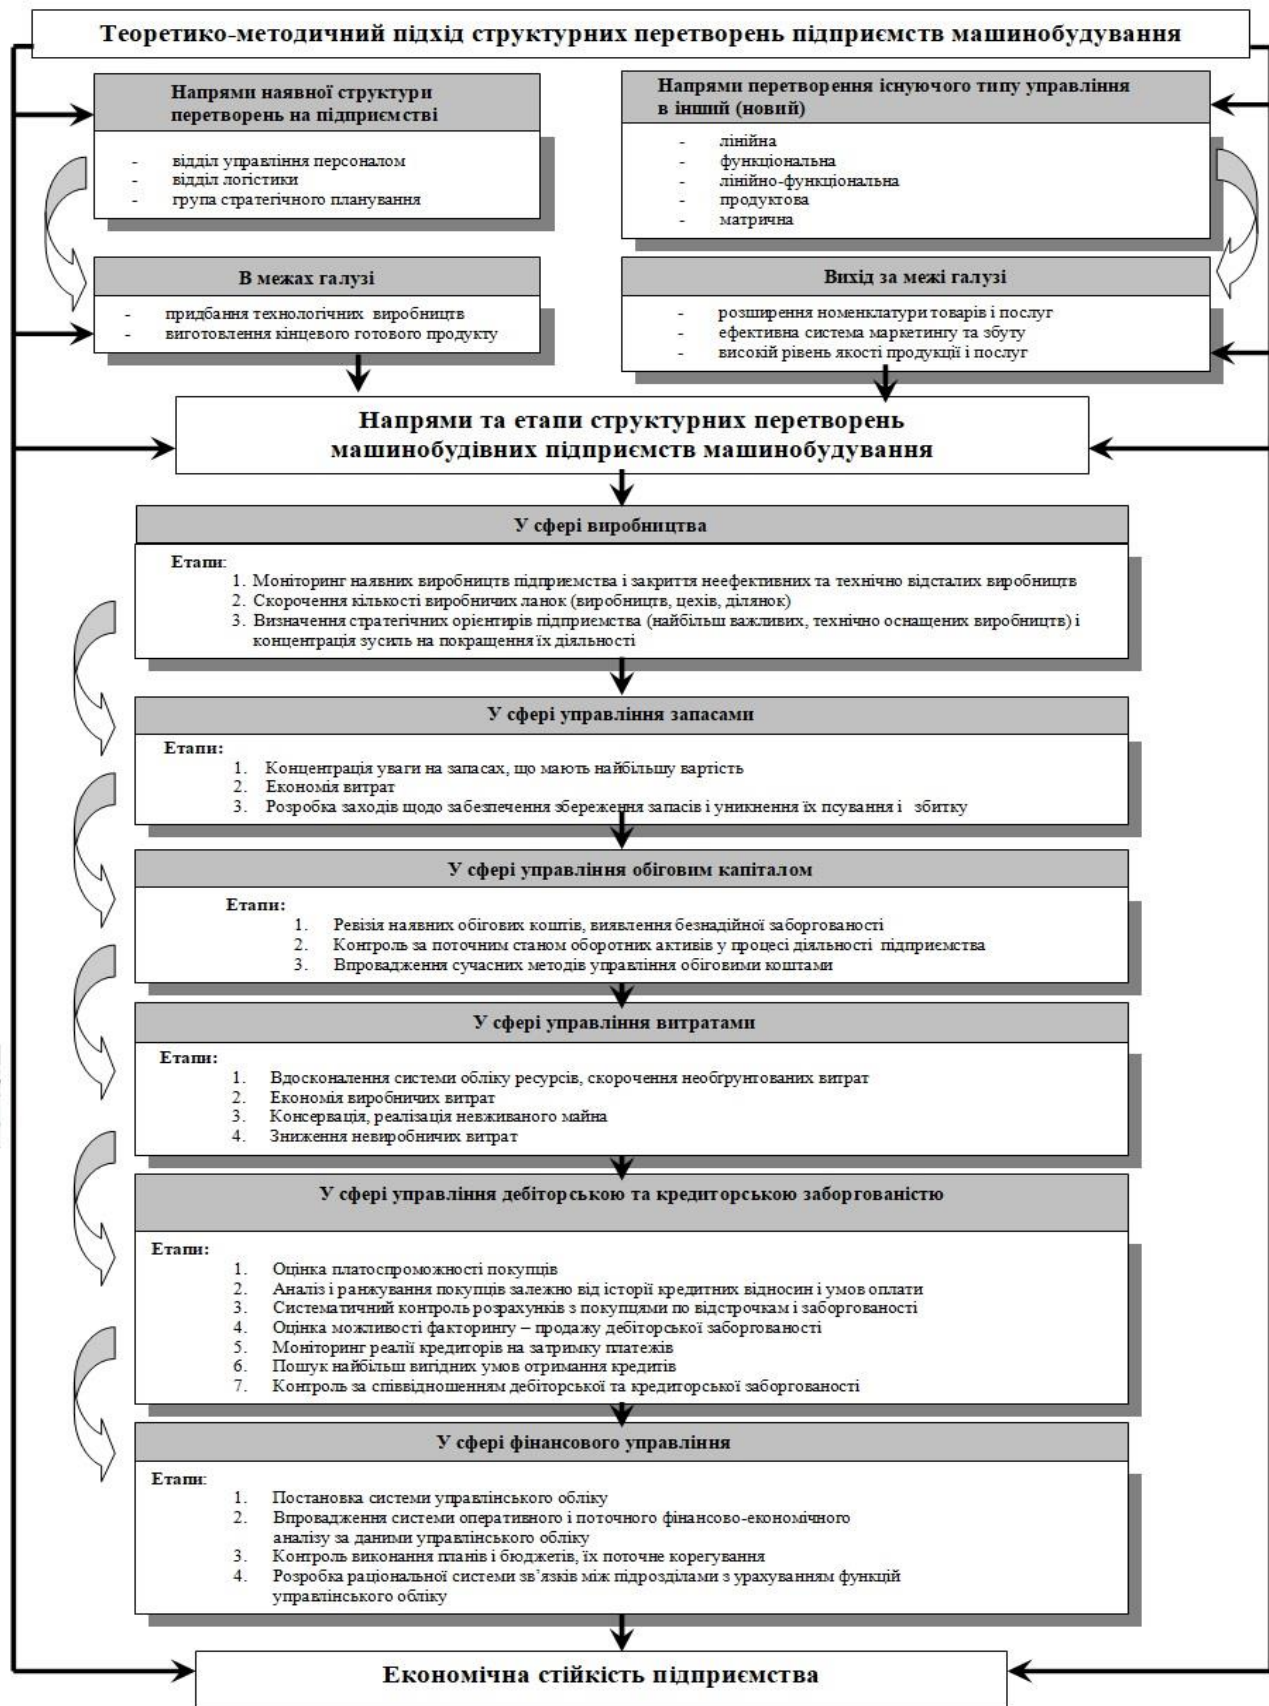 Теоретико-методичний підхід структурних перетворень підприємств машинобудування
Напрями наявної структури
перетворень на підприємстві
- відділ управління персоналом
- відділ логістики
- група стратегічного планування
Напрями перетворення існуючого типу управління
в інший (новий)
- лінійна
- функціональна
- лінійно-функціональна
- продуктова
- матрична
В межах галузі
- придбання технологічних виробництв
- виготовлення кінцевого готового продукту
Вихід за межі галузі
- розширення номенклатури товарів і послуг
- ефективна система маркетингу та збуту
- високій рівень якості продукції і послуг
Напрями та етапи структурних перетворень
машинобудівних підприємств машинобудування
У сфері виробництва
Етапи:
1. Моніторинг наявних виробництв підприємства і закриття неефективних та технічно відсталих виробництв
2. Скорочення кількості виробничих ланок (виробництв, цехів, ділянок)
3. Визначення стратегічних орієнтирів підприємства (найбільш важливих, технічно оснащених виробництв) і
концентрація зусиль на покращення їх діяльності
У сфері управління запасами
Етапи:
1. Концентрація уваги на запасах, що мають найбільшу вартість
2. Економія витрат
3. Розробка заходів щодо забезпечення збереження запасів і уникнення їх псування і збитку
У сфері управління обіговим капіталом
Етапи:
1. Ревізія наявних обігових коштів, виявлення безнадійної заборгованості
2. Контроль за поточним станом оборотних активів у процесі діяльності підприємства
3. Впровадження сучасних методів управління обіговими коштами
У сфері управління витратами
Етапи:
1. Вдосконалення системи обліку ресурсів, скорочення необґрунтованих витрат
2. Економія виробничих витрат
3. Консервація, реалізація невживаного майна
4. Зниження невиробничих витрат
У сфері управління дебіторською та кредиторською заборгованістю
Етапи:
1. Оцінка платоспроможності покупців
2. Аналіз і ранжування покупців залежно від історії кредитних відносин і умов оплати
3. Систематичний контроль розрахунків з покупцями по відстрочкам і заборгованості
4. Оцінка можливості факторингу – продажу дебіторської заборгованості
5. Моніторинг реалії кредиторів на затримку платежів
6. Пошук найбільш вигідних умов отримання кредитів
7. Контроль за співвідношенням дебіторської та кредиторської заборгованості
У сфері фінансового управління
Етапи:
1. Постановка системи управлінського обліку
2. Впровадження системи оперативного і поточного фінансово-економічного
аналізу за даними управлінського обліку
3. Контроль виконання планів і бюджетів, їх поточне корегування
4. Розробка раціональної системи зв’язків між підрозділами з урахуванням функцій
управлінського обліку
Економічна стійкість підприємства